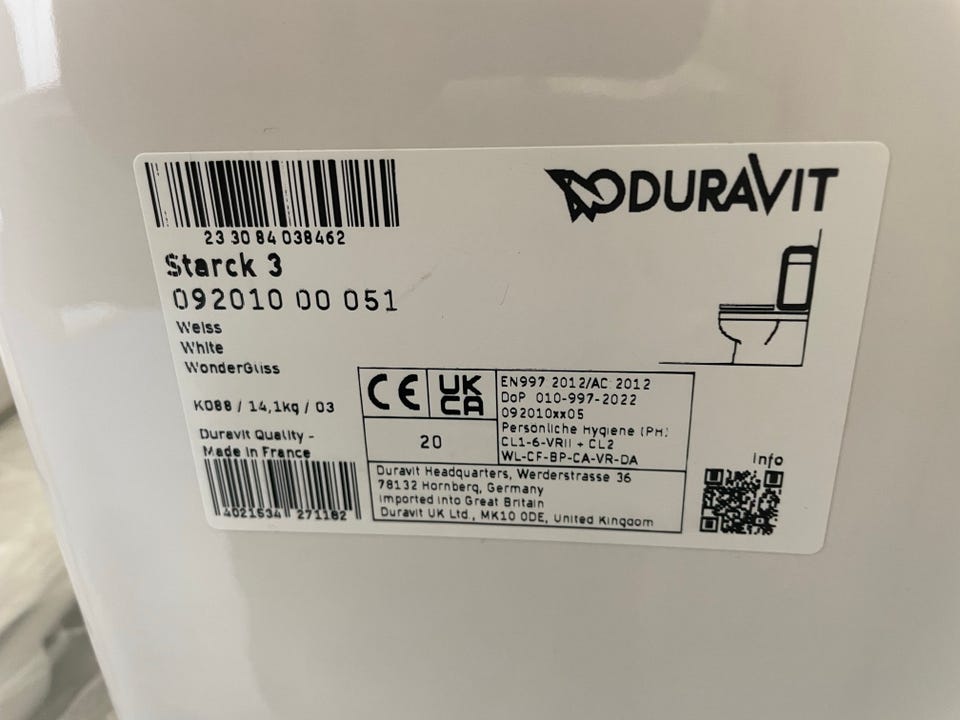 23 30 84 038462
DURAVIT
Starck 3
092010 00 051
Weiss
White
WonderGliss
K088 / 14,1kg / 03
Duravit Quality -
Made in France
4021534 271182
CE
UK
CA
20
EN997:2012/AC:2012
DoP 010-997-2022
092010xx05
Persönliche Hygiene (PH)
CL1-6-VRII + CL2
WL-CF-BP-CA-VR-DA
Duravit Headquarters, Werderstrasse 36
78132 Hornberg, Germany
imported into Great Britain
Duravit UK Ltd., MK10 0DE, United Kingdom
info